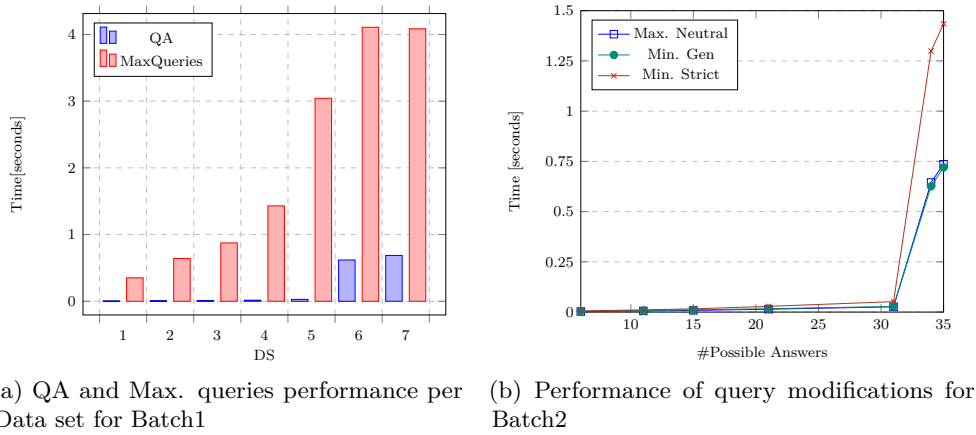 QA
MaxQueries
Time[seconds]
4
3
2
1
0
1 2 3 4 5 6 7
DS
a) QA and Max. queries performance per
Data set for Batch1
Max. Neutral
Min. Gen
Min. Strict
Time [seconds]
1.5
1.25
1
0.75
0.5
0.25
0
10 15 20 25 30 35
#Possible Answers
(b) Performance of query modifications for
Batch2